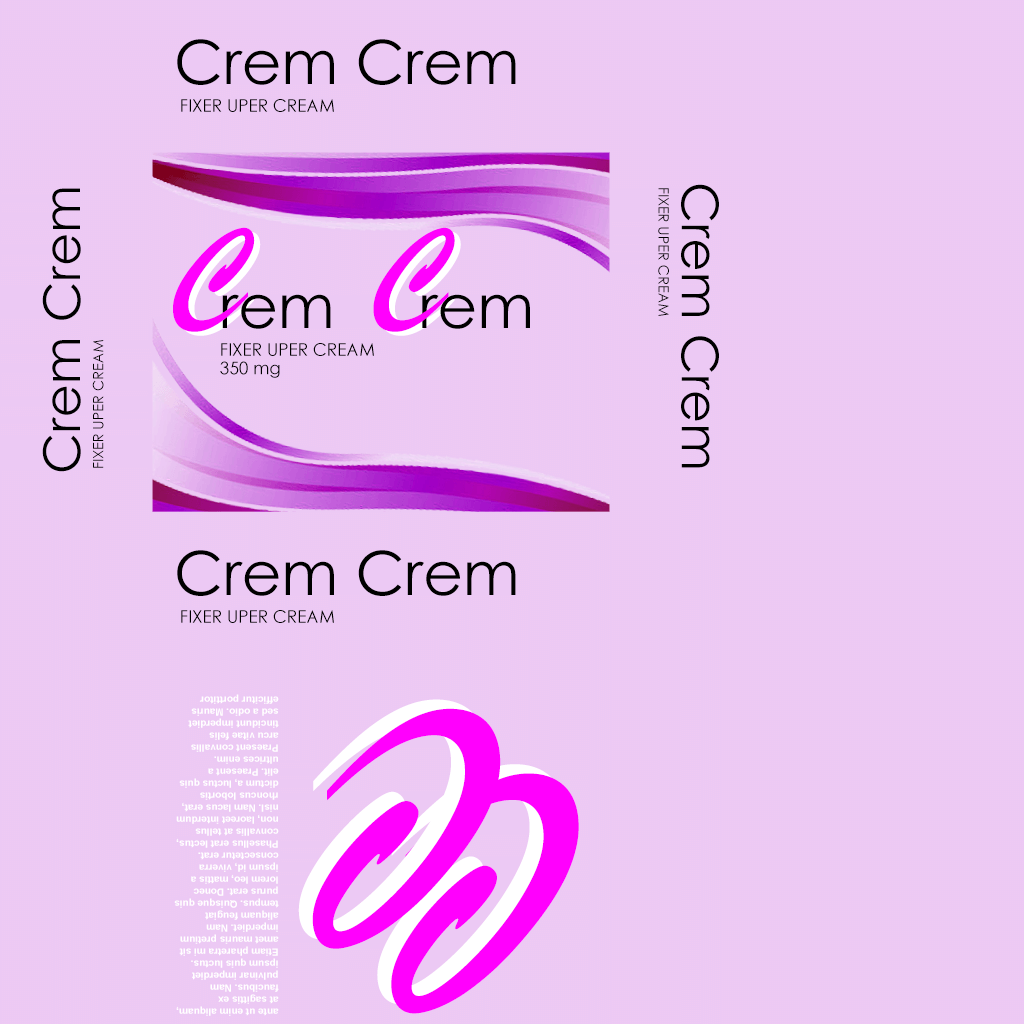 Crem Crem
FIXER UPER CREAM
Crem Crem
FIXER UPER CREAM
Crem Crem
FIXER UPER CREAM
350 mg
Crem Crem
FIXER UPER CREAM
Crem Crem
FIXER UPER CREAM
ante ut enim aliquam,
at sagittis ex
faucibus. Nam
pulvinar imperdiet
ipsum quis luctus.
Etiam pharetra mi sit
amet mauris pretium
imperdiet. Nam
aliquam feugiat
tempus. Quisque quis
purus erat. Donec
lorem leo, mattis a
ipsum id, viverra
consectetur erat.
Phasellus erat lectus,
convallis at tellus
non, laoreet interdum
nisl. Nam lacus erat,
rhoncus lobortis
dictum a, luctus quis
elit. Praesent a
ultrices enim.
Praesent convallis
arcu vitae felis
tincidunt imperdiet
sed a odio. Mauris
efficitur porttitor
CC